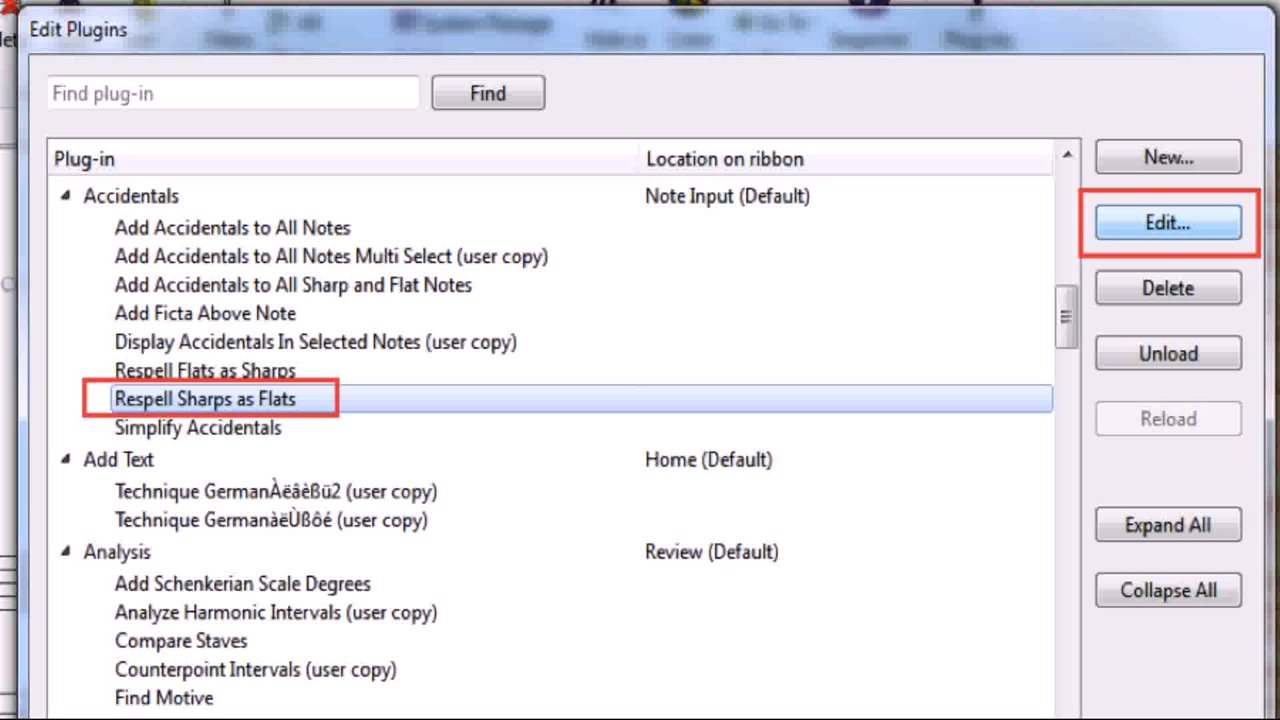 Edit Plugins
Find plug-in Find
Plug-in Location on ribbon New...
Accidentals Note Input (Default)
Add Accidentals to All Notes Edit...
Add Accidentals to All Notes Multi Select (user copy)
Add Accidentals to All Sharp and Flat Notes Delete
Add Ficta Above Note
Display Accidentals In Selected Notes (user copy) Unload
Respell Flats as Sharps
Respell Sharps as Flats Reload
Simplify Accidentals
Add Text Home (Default)
Technique GermanÀëâèßü2 (user copy)
Technique GermanàëÙßôé (user copy) Expand All
Analysis Review (Default)
Add Schenkerian Scale Degrees Collapse All
Analyze Harmonic Intervals (user copy)
Compare Staves
Counterpoint Intervals (user copy)
Find Motive